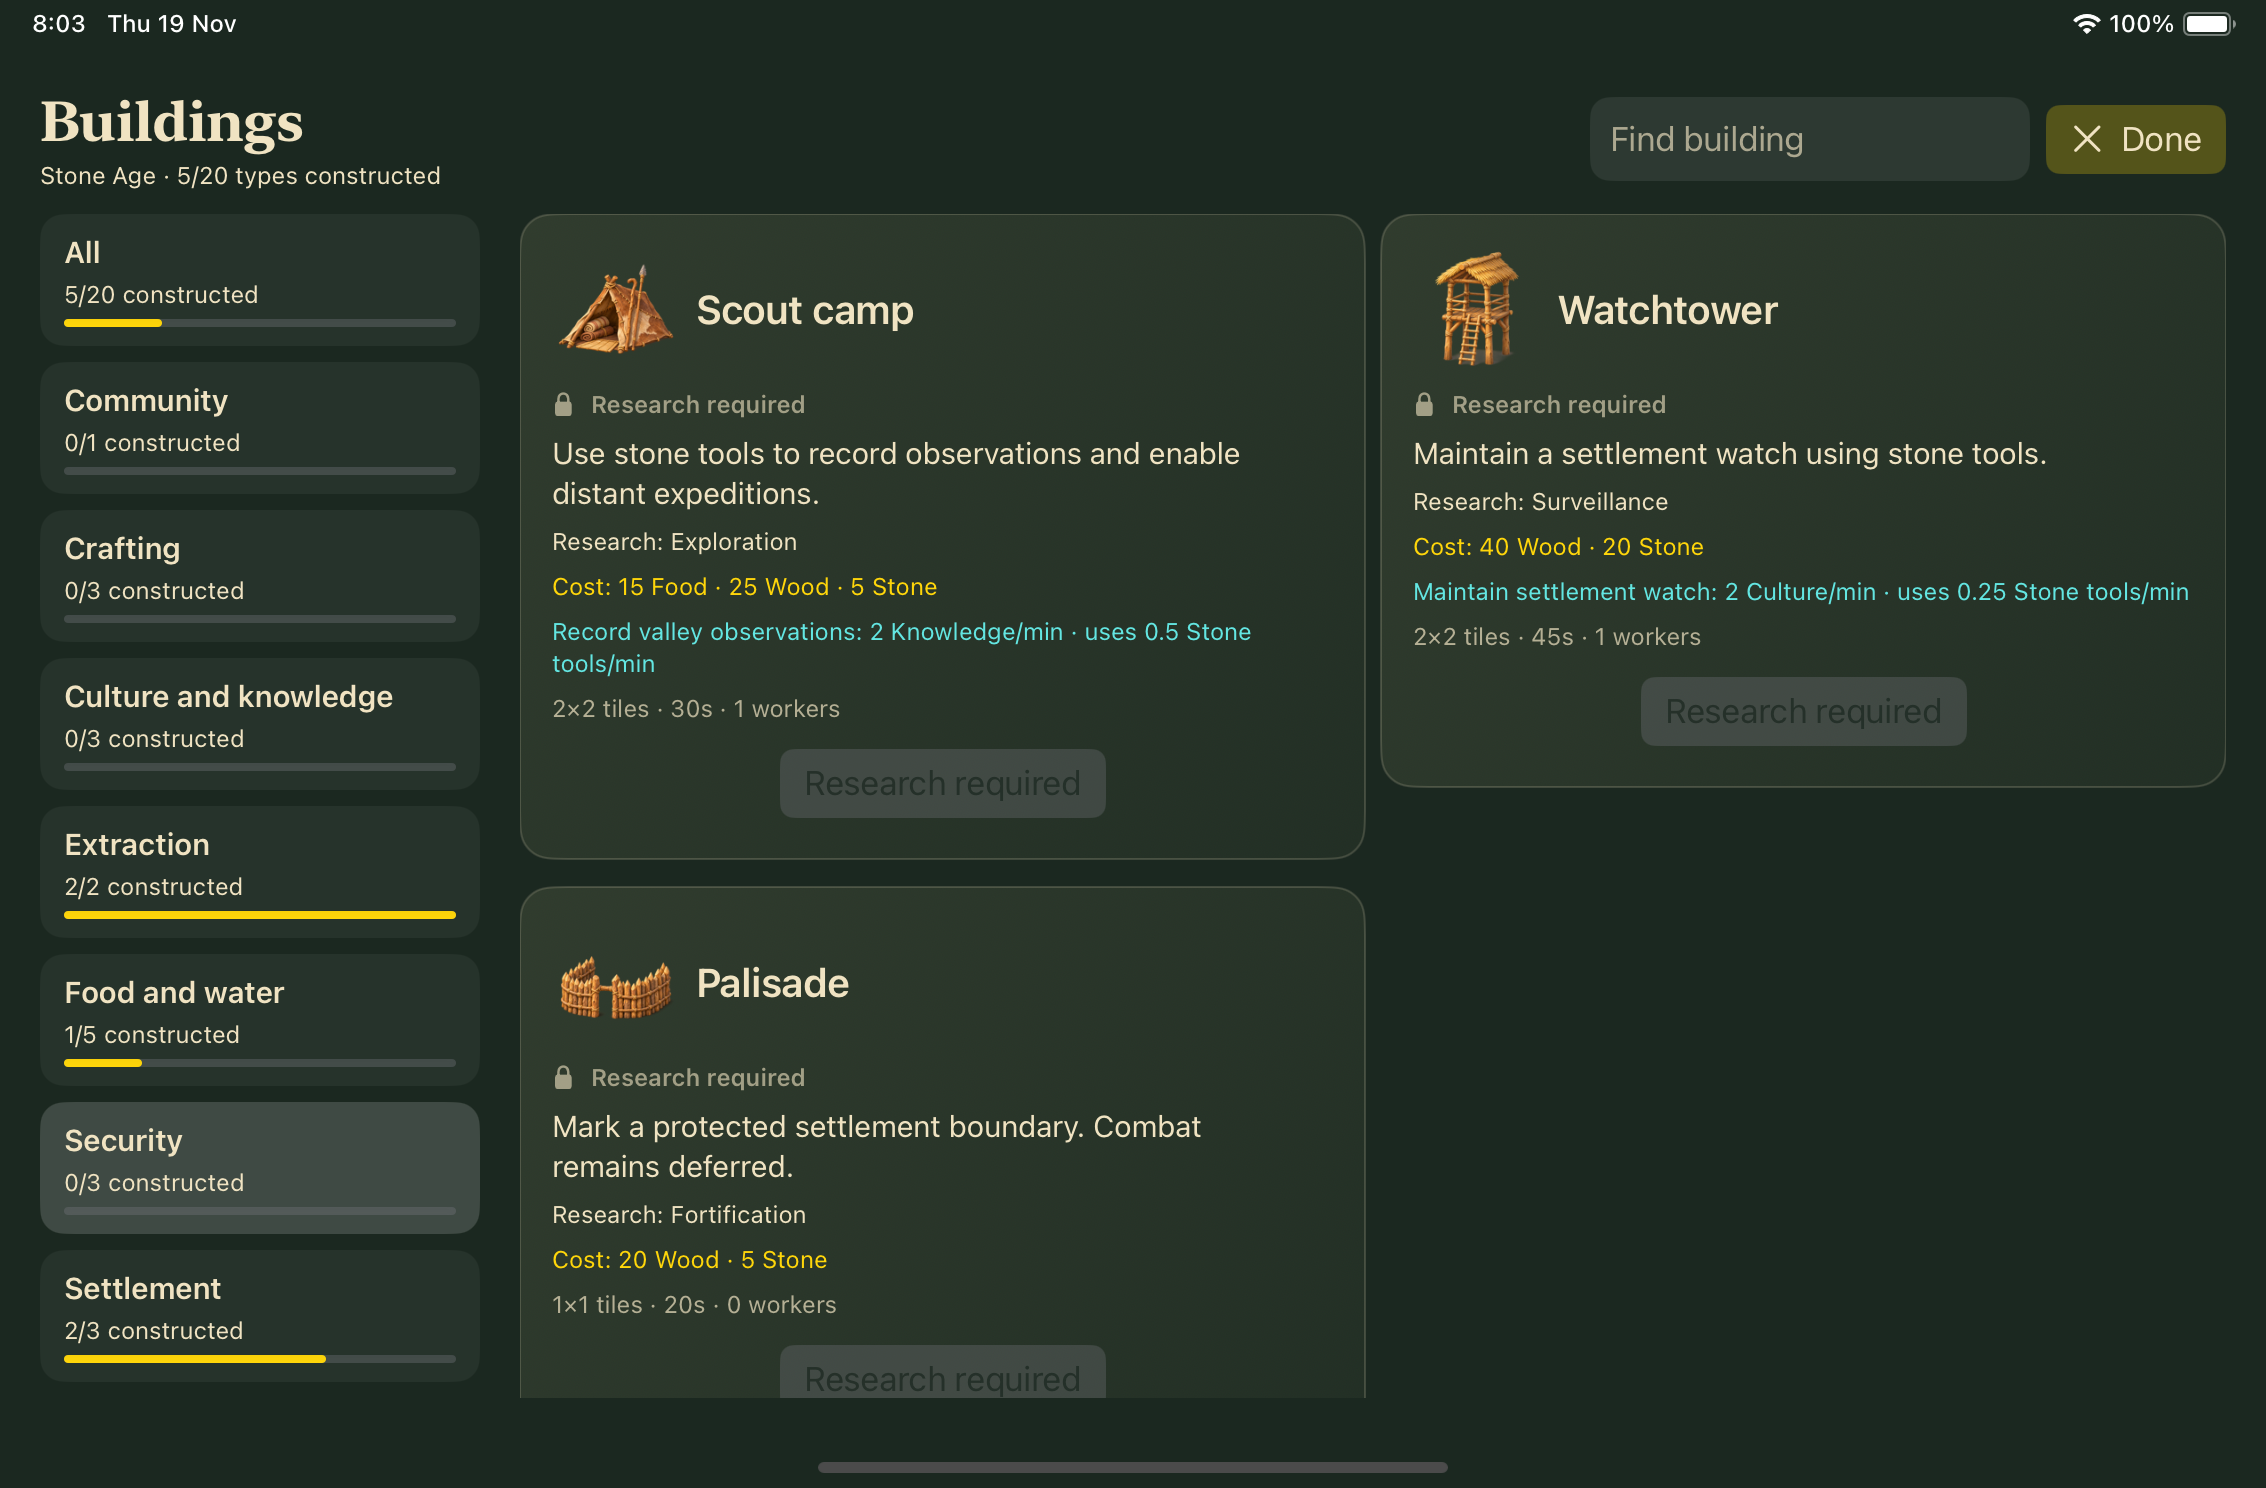 8:03 Thu 19 Nov
100%
Buildings
Stone Age · 5/20 types constructed
Find building
Done
All
5/20 constructed
Community
0/1 constructed
Crafting
0/3 constructed
Culture and knowledge
0/3 constructed
Extraction
2/2 constructed
Food and water
1/5 constructed
Security
0/3 constructed
Settlement
2/3 constructed
Scout camp
Research required
Use stone tools to record observations and enable
distant expeditions.
Research: Exploration
Cost: 15 Food · 25 Wood · 5 Stone
Record valley observations: 2 Knowledge/min · uses 0.5 Stone
tools/min
2×2 tiles · 30s · 1 workers
Research required
Watchtower
Research required
Maintain a settlement watch using stone tools.
Research: Surveillance
Cost: 40 Wood · 20 Stone
Maintain settlement watch: 2 Culture/min · uses 0.25 Stone tools/min
2×2 tiles · 45s · 1 workers
Research required
Palisade
Research required
Mark a protected settlement boundary. Combat
remains deferred.
Research: Fortification
Cost: 20 Wood · 5 Stone
1×1 tiles · 20s · 0 workers
Research required